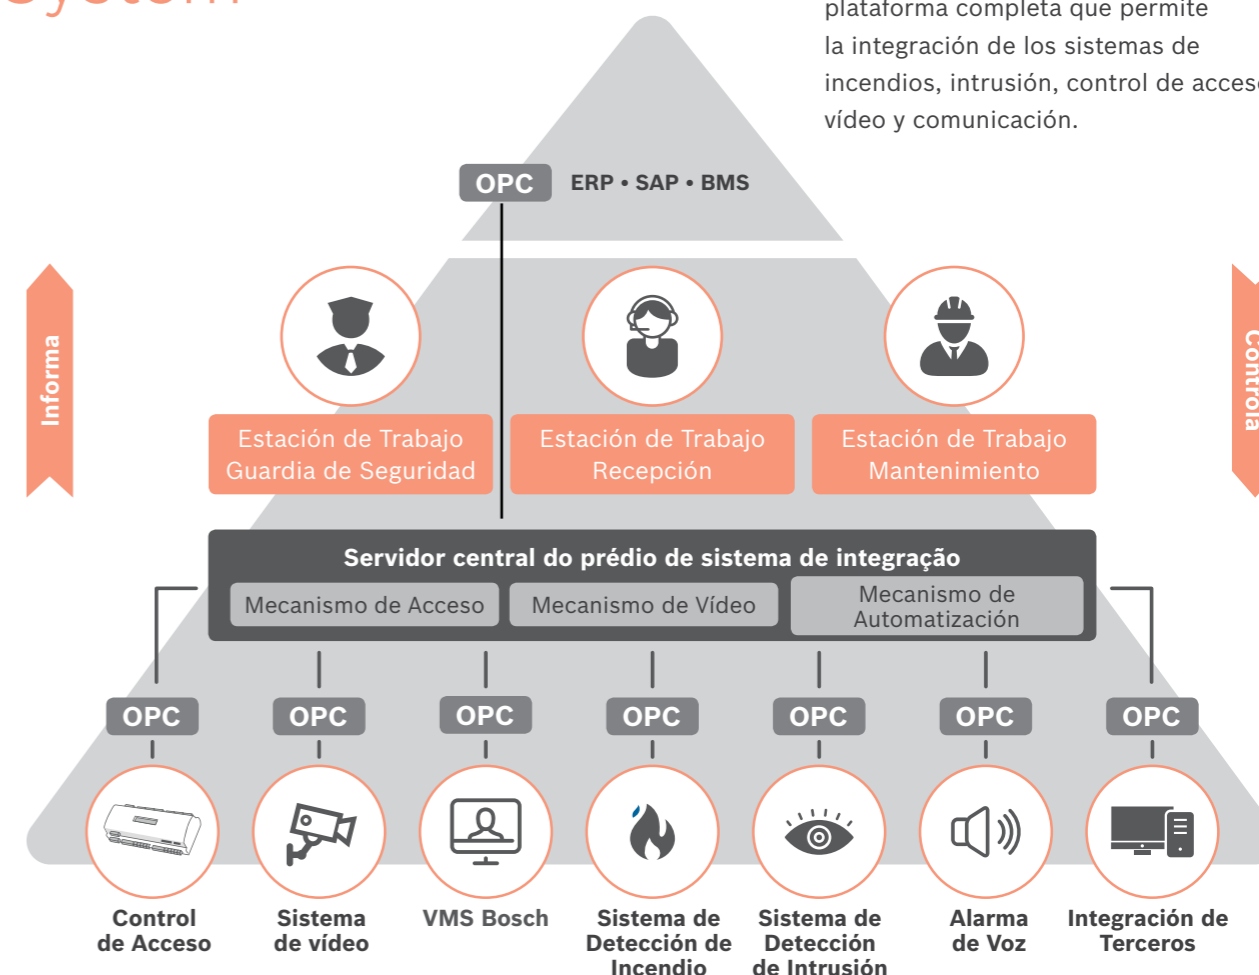 System
plataforma completa que permite
la integración de los sistemas de
incendios, intrusión, control de acceso
vídeo y comunicación.
OPC
ERP • SAP • BMS
Informa
Controla
Estación de Trabajo
Guardia de Seguridad
Estación de Trabajo
Recepción
Estación de Trabajo
Mantenimiento
Servidor central do prédio de sistema de integração
Mecanismo de Acceso
Mecanismo de Vídeo
Mecanismo de
Automatización
OPC
OPC
OPC
OPC
OPC
OPC
OPC
Control
de Acceso
Sistema
de vídeo
VMS Bosch
Sistema de
Detección de
Incendio
Sistema de
Detección
de Intrusión
Alarma
de Voz
Integración de
Terceros